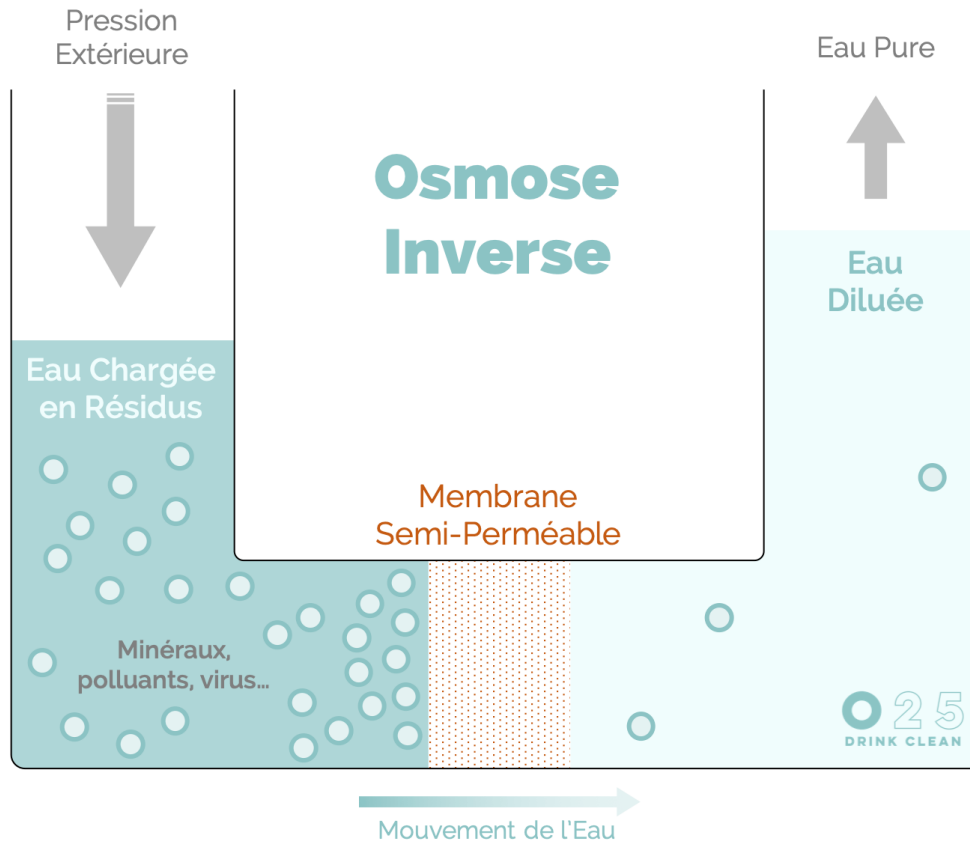 Pression
Extérieure
Eau Pure
Osmose
Inverse
Eau
Diluée
Eau Chargée
en Résidus
Membrane
Semi-Perméable
Minéraux,
polluants, virus...
O25
DRINK CLEAN
Mouvement de l'Eau